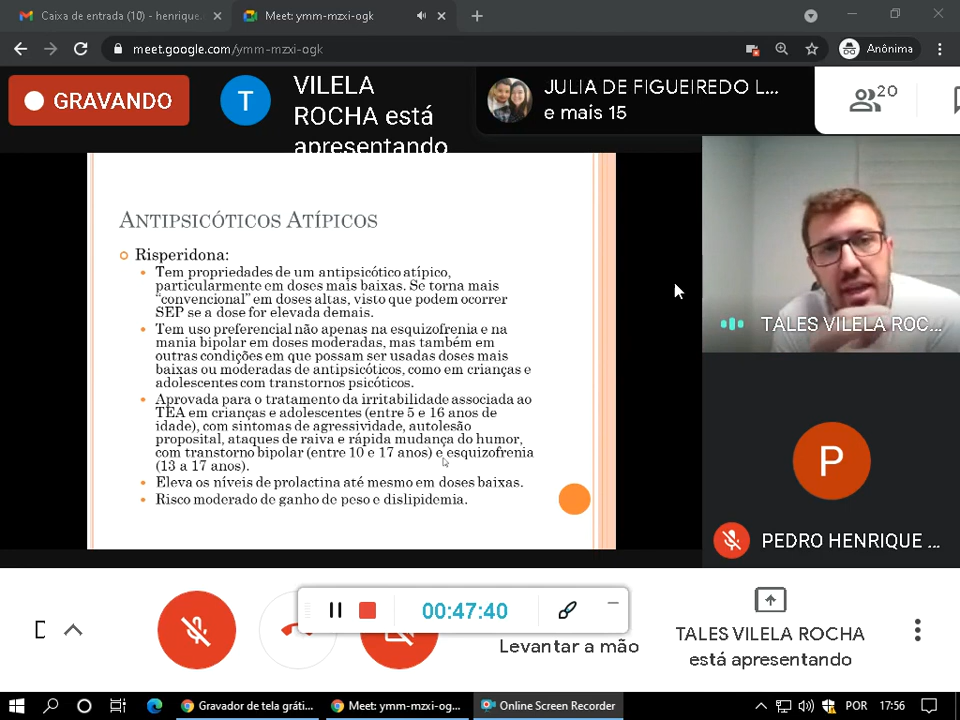 Caixa de entrada (10) - henrique.
Meet: ymm-mzxi-ogk
meet.google.com/ymm-mzxi-ogk
Anônima
GRAVANDO
T
VILELA
ROCHA está
apresentando
JULIA DE FIGUEIREDO L...
e mais 15
20
ANTIPSICÓTICOS ATÍPICOS
Risperidona:
Tem propriedades de um antipsicótico atípico,
particularmente em doses mais baixas. Se torna mais
“convencional” em doses altas, visto que podem ocorrer
SEP se a dose for elevada demais.
Tem uso preferencial não apenas na esquizofrenia e na
mania bipolar em doses moderadas, mas também em
outras condições em que possam ser usadas doses mais
baixas ou moderadas de antipsicóticos, como em crianças e
adolescentes com transtornos psicóticos.
Aprovada para o tratamento da irritabilidade associada ao
TEA em crianças e adolescentes (entre 5 e 16 anos de
idade), com sintomas de agressividade, autolesão
proposital, ataques de raiva e rápida mudança do humor,
com transtorno bipolar (entre 10 e 17 anos) e esquizofrenia
(13 a 17 anos).
Eleva os níveis de prolactina até mesmo em doses baixas.
Risco moderado de ganho de peso e dislipidemia.
TALES VILELA ROC...
P
PEDRO HENRIQUE ...
00:47:40
Levantar a mão
TALES VILELA ROCHA
está apresentando
Gravador de tela gráti...
Meet: ymm-mzxi-og...
Online Screen Recorder
POR
17:56